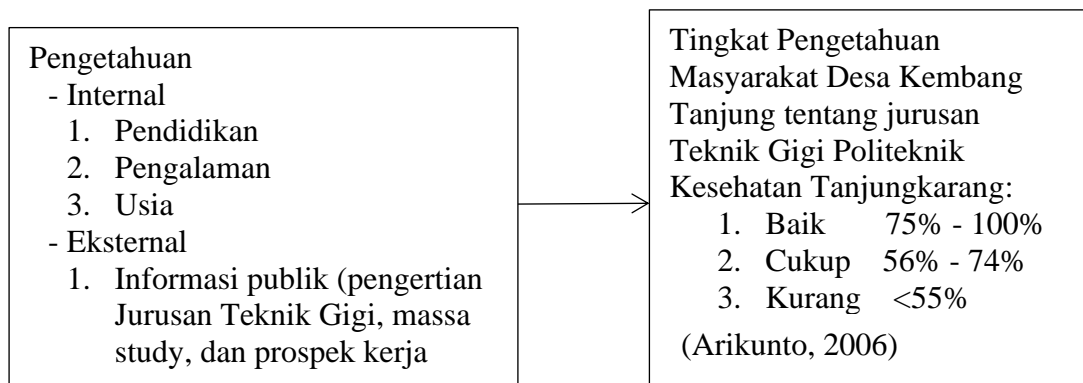 Pengetahuan
- Internal
1. Pendidikan
2. Pengalaman
3. Usia
- Eksternal
1. Informasi publik (pengertian
Jurusan Teknik Gigi, massa
study, dan prospek kerja
Tingkat Pengetahuan
Masyarakat Desa Kembang
Tanjung tentang jurusan
Teknik Gigi Politeknik
Kesehatan Tanjungkarang:
1. Baik 75% - 100%
2. Cukup 56% - 74%
3. Kurang <55%
(Arikunto, 2006)